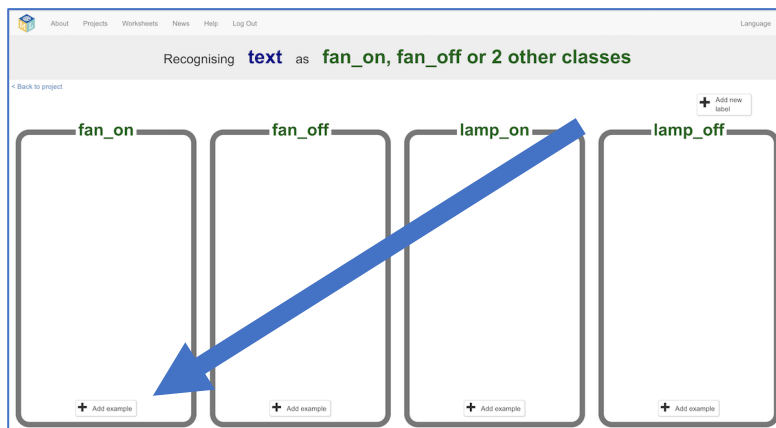 About Projects Worksheets News Help Log Out Language
Recognising text as fan_on, fan_off or 2 other classes
< Back to project
Add new
label
fan_on fan_off lamp_on lamp_off
Add example Add example Add example Add example